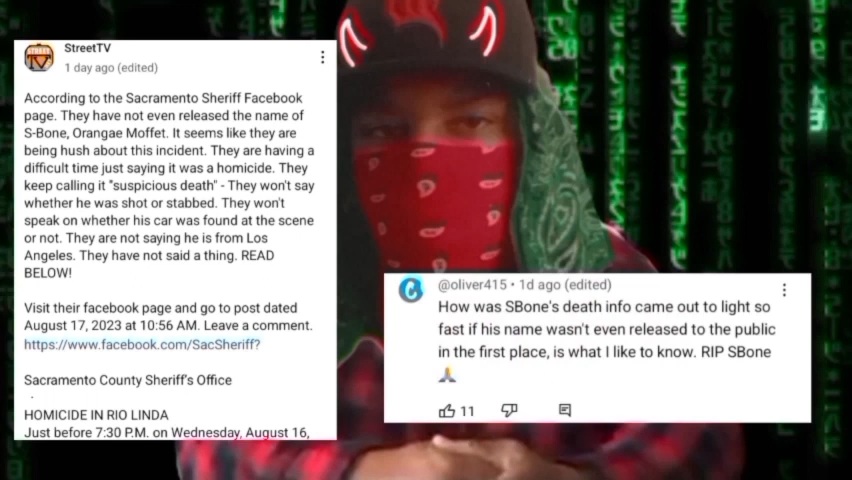 StreetTV
1 day ago (edited)
According to the Sacramento Sheriff Facebook
page. They have not even released the name of
S-Bone, Orangae Moffet. It seems like they are
being hush about this incident. They are having a
difficult time just saying it was a homicide. They
keep calling it "suspicious death" - They won't say
whether he was shot or stabbed. They won't
speak on whether his car was found at the scene
or not. They are not saying he is from Los
Angeles. They have not said a thing. READ
BELOW!
Visit their facebook page and go to post dated
August 17, 2023 at 10:56 AM. Leave a comment.
https://www.facebook.com/SacSheriff?
Sacramento County Sheriff's Office
.
HOMICIDE IN RIO LINDA
Just before 7:30 P.M. on Wednesday, August 16,
@oliver415 • 1d ago (edited)
How was SBone's death info came out to light so
fast if his name wasn't even released to the public
in the first place, is what I like to know. RIP SBone
🙏
11